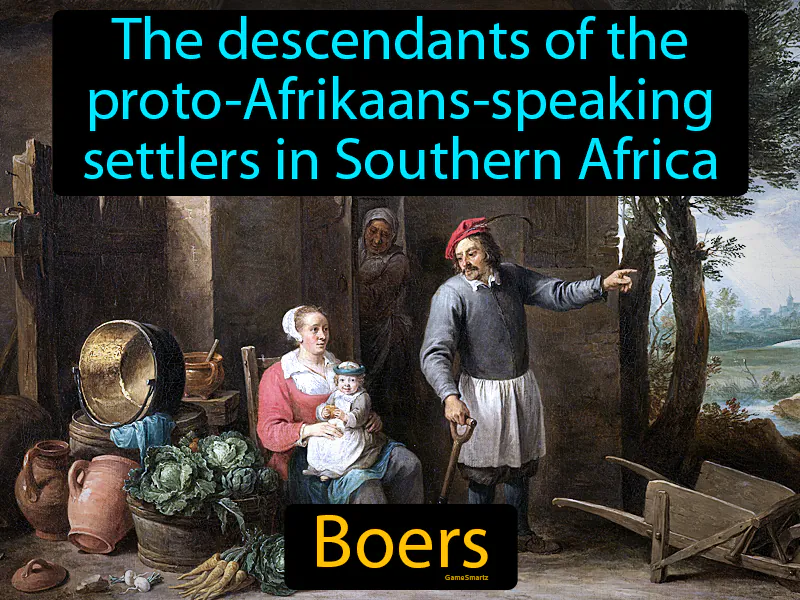 The descendants of the
proto-Afrikaans-speaking
settlers in Southern Africa
Boers
GameSmartz